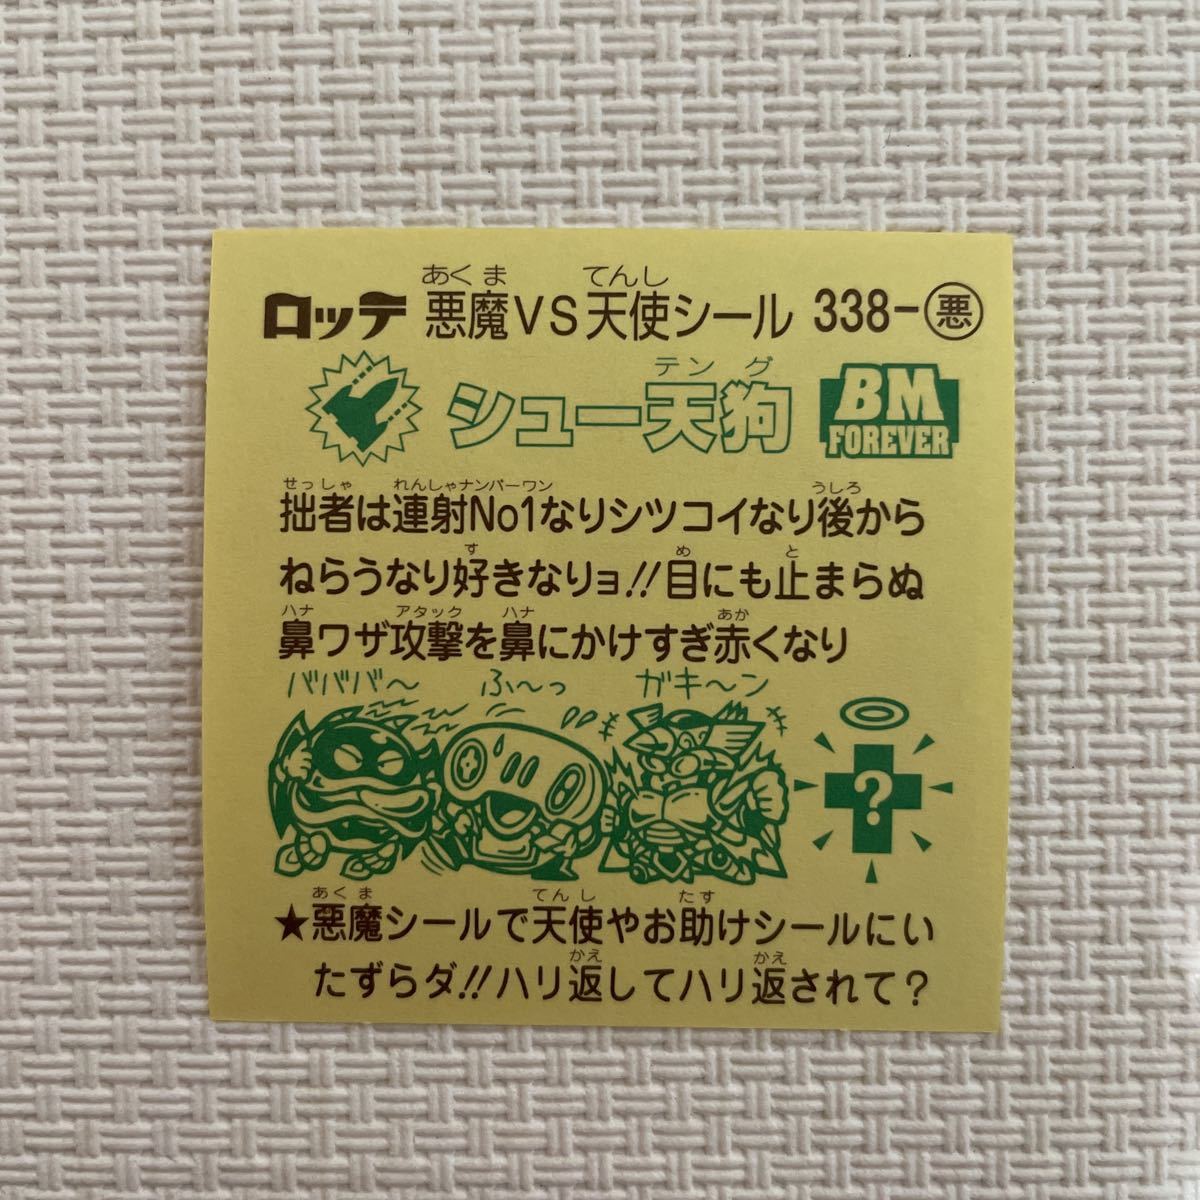 あくま てんし
ロッテ 悪魔VS天使シール 338-悪
テング
シュー天狗 BM FOREVER
せっしゃ れんしゃナンバーワン うしろ
拙者は連射No1なりシツコイなり後から
す め と
ねらうなり好きなりョ!!目にも止まらぬ
ハナ アタック ハナ あか
鼻ワザ攻撃を鼻にかけすぎ赤くなり
バババ〜 ふ〜っ ガキ〜ン
?
あくま てんし たす
★悪魔シールで天使やお助けシールにい
かえ かえ
たずらダ!!ハリ返してハリ返されて?